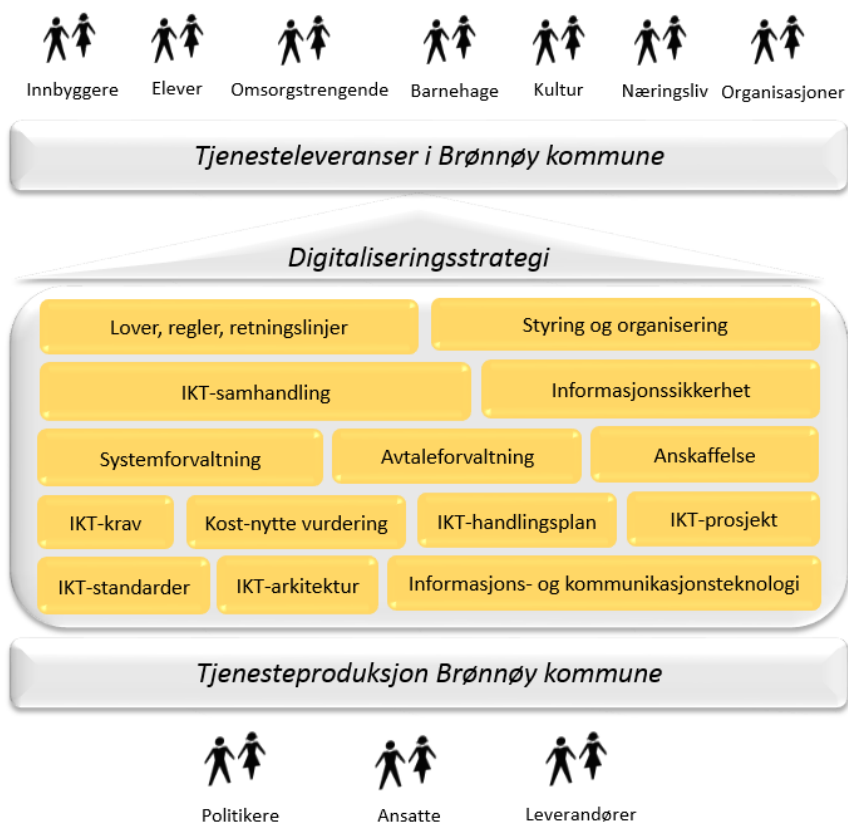 Innbyggere
Elever
Omsorgstrengende
Barnehage
Kultur
Næringsliv
Organisasjoner
Tjenesteleveranser i Brønnøy kommune
Digitaliseringsstrategi
Lover, regler, retningslinjer
Styring og organisering
IKT-samhandling
Informasjonssikkerhet
Systemforvaltning
Avtaleforvaltning
Anskaffelse
IKT-krav
Kost-nytte vurdering
IKT-handlingsplan
IKT-prosjekt
IKT-standarder
IKT-arkitektur
Informasjons- og kommunikasjonsteknologi
Tjenesteproduksjon Brønnøy kommune
Politikere
Ansatte
Leverandører